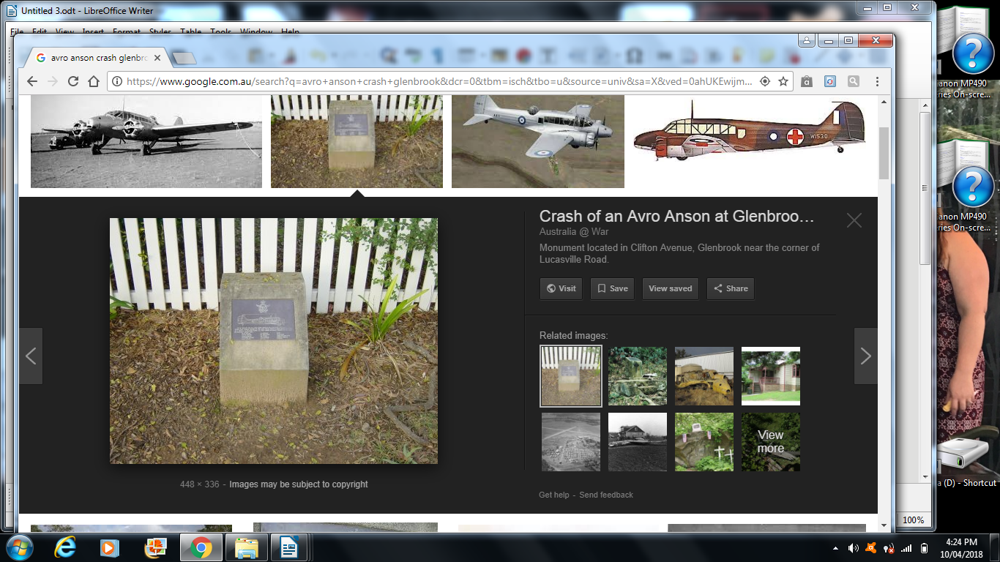 Untitled 3.odt - LibreOffice Writer
File Edit View Insert Format Styles Table Tools Window Help
avro anson crash glenbro
https://www.google.com.au/search?q=avro+anson+crash+glenbrook&dcr=0&tbm=isch&tbo=u&source=univ&sa=X&ved=0ahUKEwijm...
W1530
Crash of an Avro Anson at Glenbroo...
Australia @ War
Monument located in Clifton Avenue, Glenbrook near the corner of
Lucasville Road.
Visit Save View saved Share
Related images:
View
more
448 × 336 - Images may be subject to copyright
Get help - Send feedback
100%
anon MP490
ries On-scre...
anon MP490
ries On-scre...
a (D) - Shortcut
4:24 PM
10/04/2018